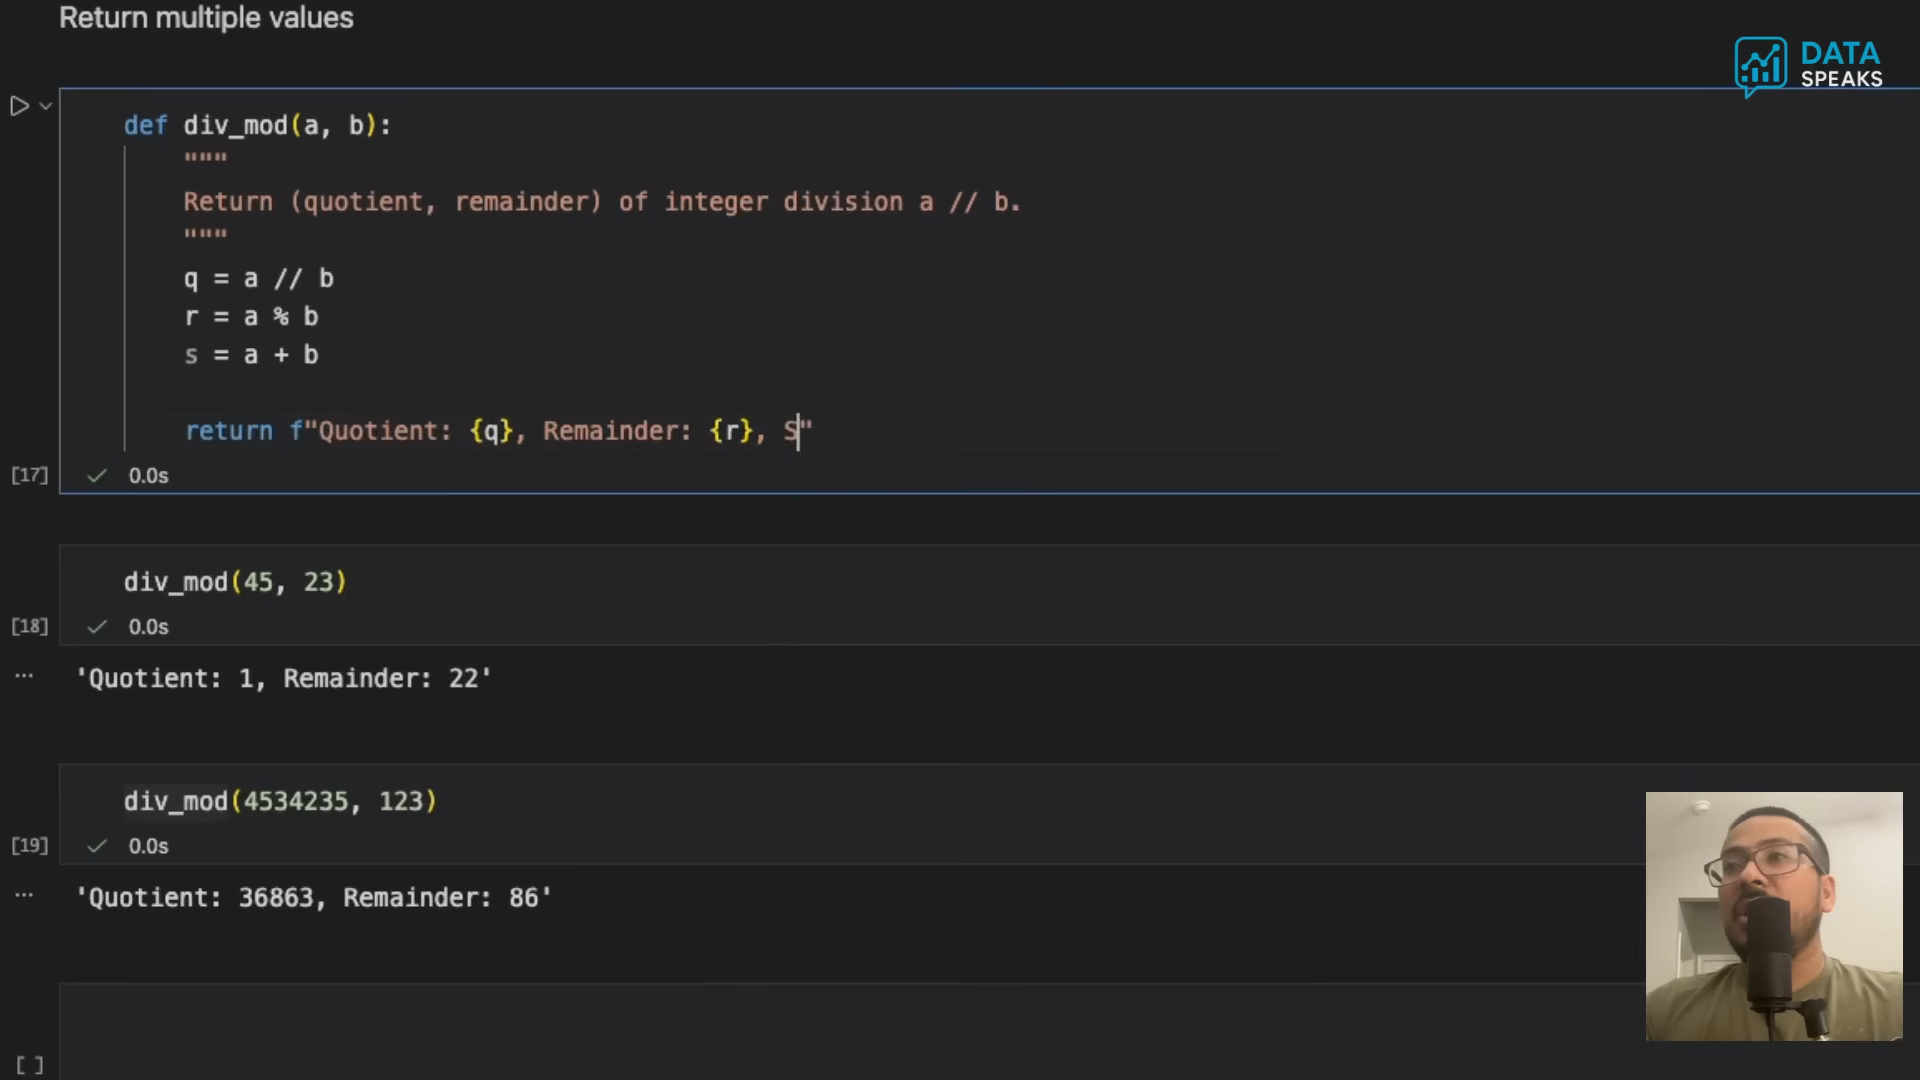 Return multiple values
DATA
SPEAKS
def div_mod(a, b):
"""
Return (quotient, remainder) of integer division a // b.
"""
q = a // b
r = a % b
s = a + b
return f"Quotient: {q}, Remainder: {r}, S"
[17]
0.0s
div_mod(45, 23)
[18]
0.0s
... 'Quotient: 1, Remainder: 22'
div_mod(4534235, 123)
[19]
0.0s
... 'Quotient: 36863, Remainder: 86'
[ ]